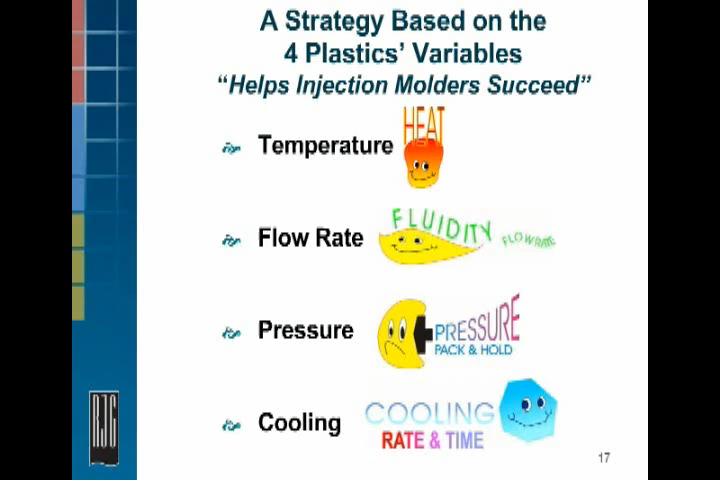 A Strategy Based on the
4 Plastics' Variables
"Helps Injection Molders Succeed"
Temperature
HEAT
Flow Rate
FLUIDITY
FLOWRATE
Pressure
PRESSURE
PACK & HOLD
Cooling
COOLING
RATE & TIME
RJG
17